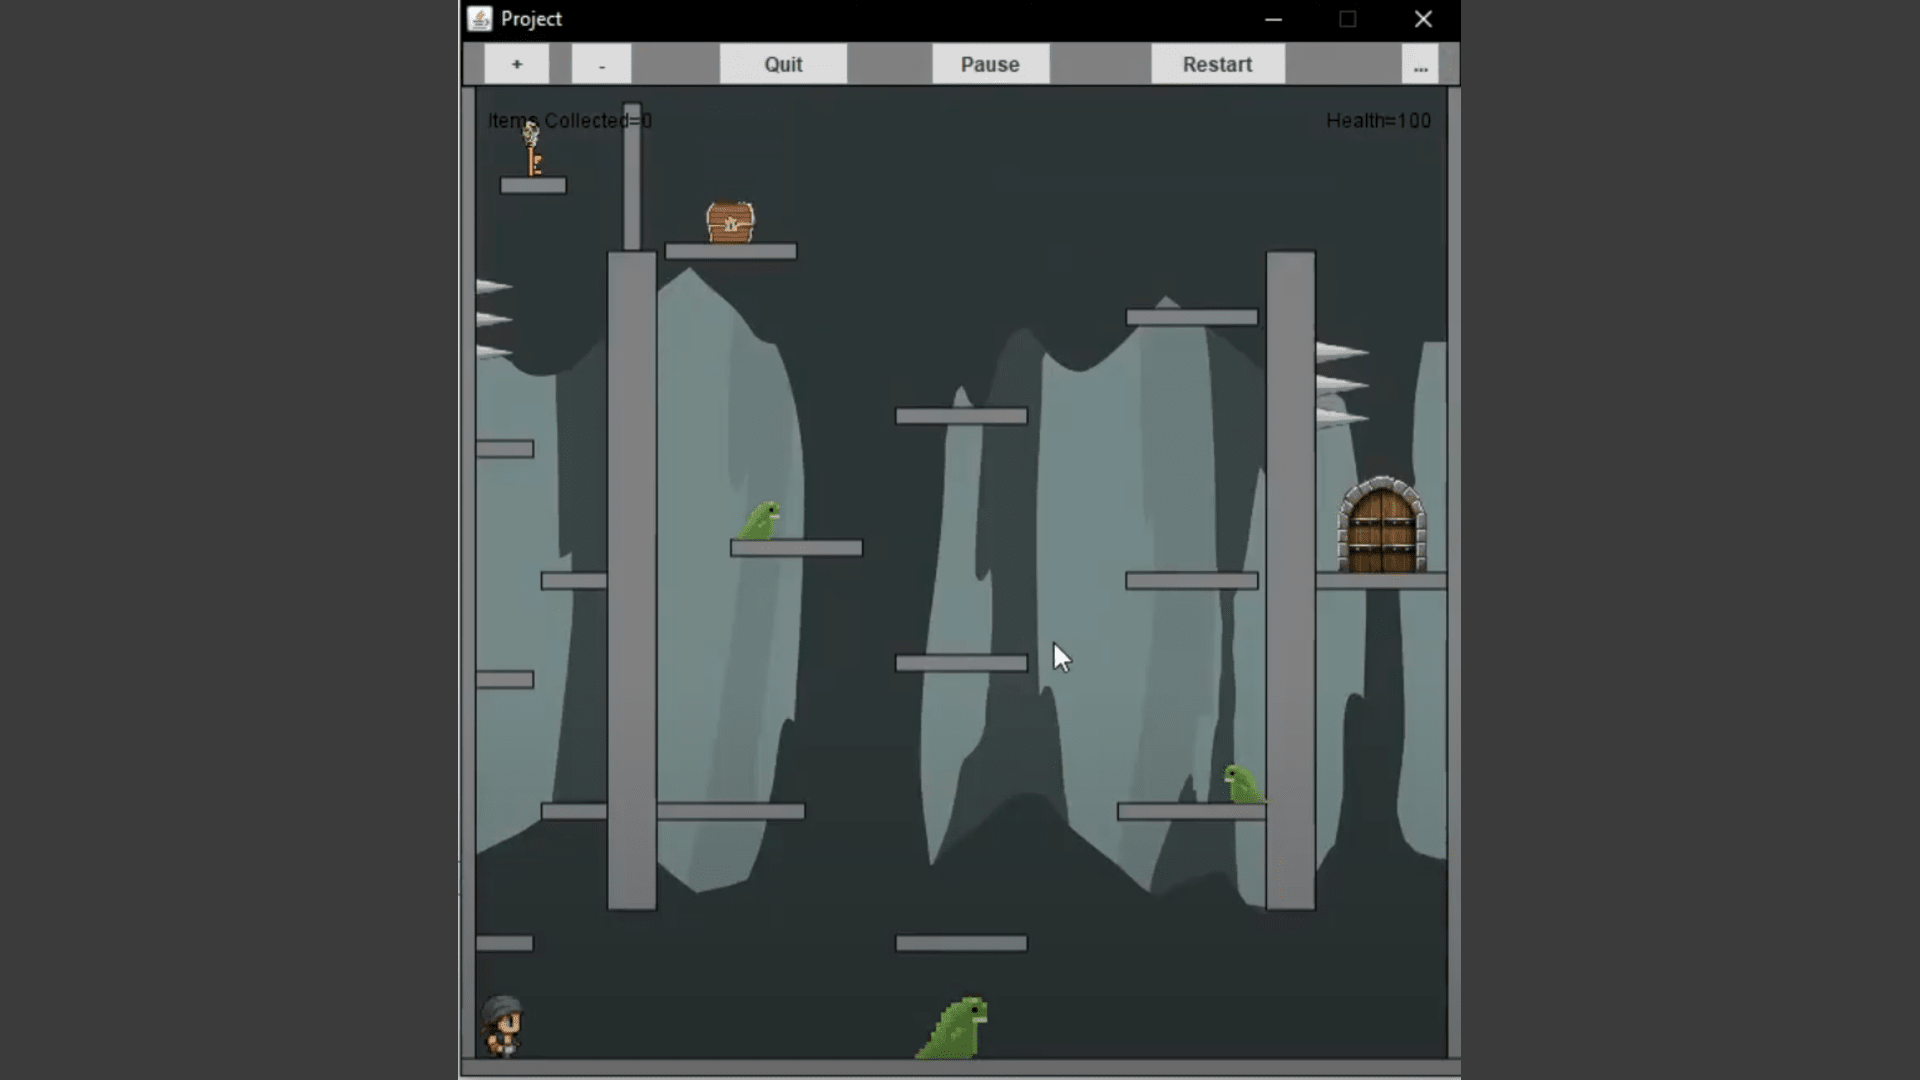 Project
+
-
Quit
Pause
Restart
...
Items Collected=0
Health=100